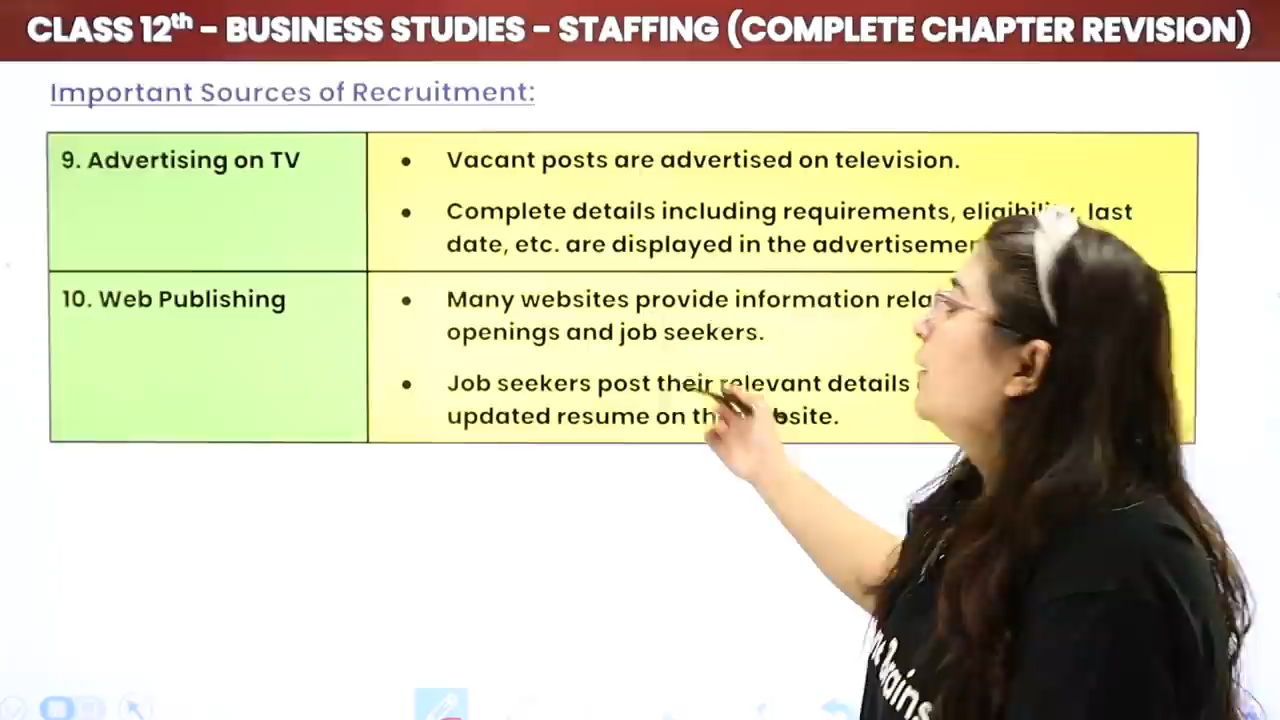 CLASS 12th – BUSINESS STUDIES – STAFFING (COMPLETE CHAPTER REVISION)
Important Sources of Recruitment:
9. Advertising on TV
• Vacant posts are advertised on television.
• Complete details including requirements, last
date, etc. are displayed in the
10. Web Publishing
• Many websites provide information
openings and job seekers.
• Job seekers post their relevant details
updated resume on